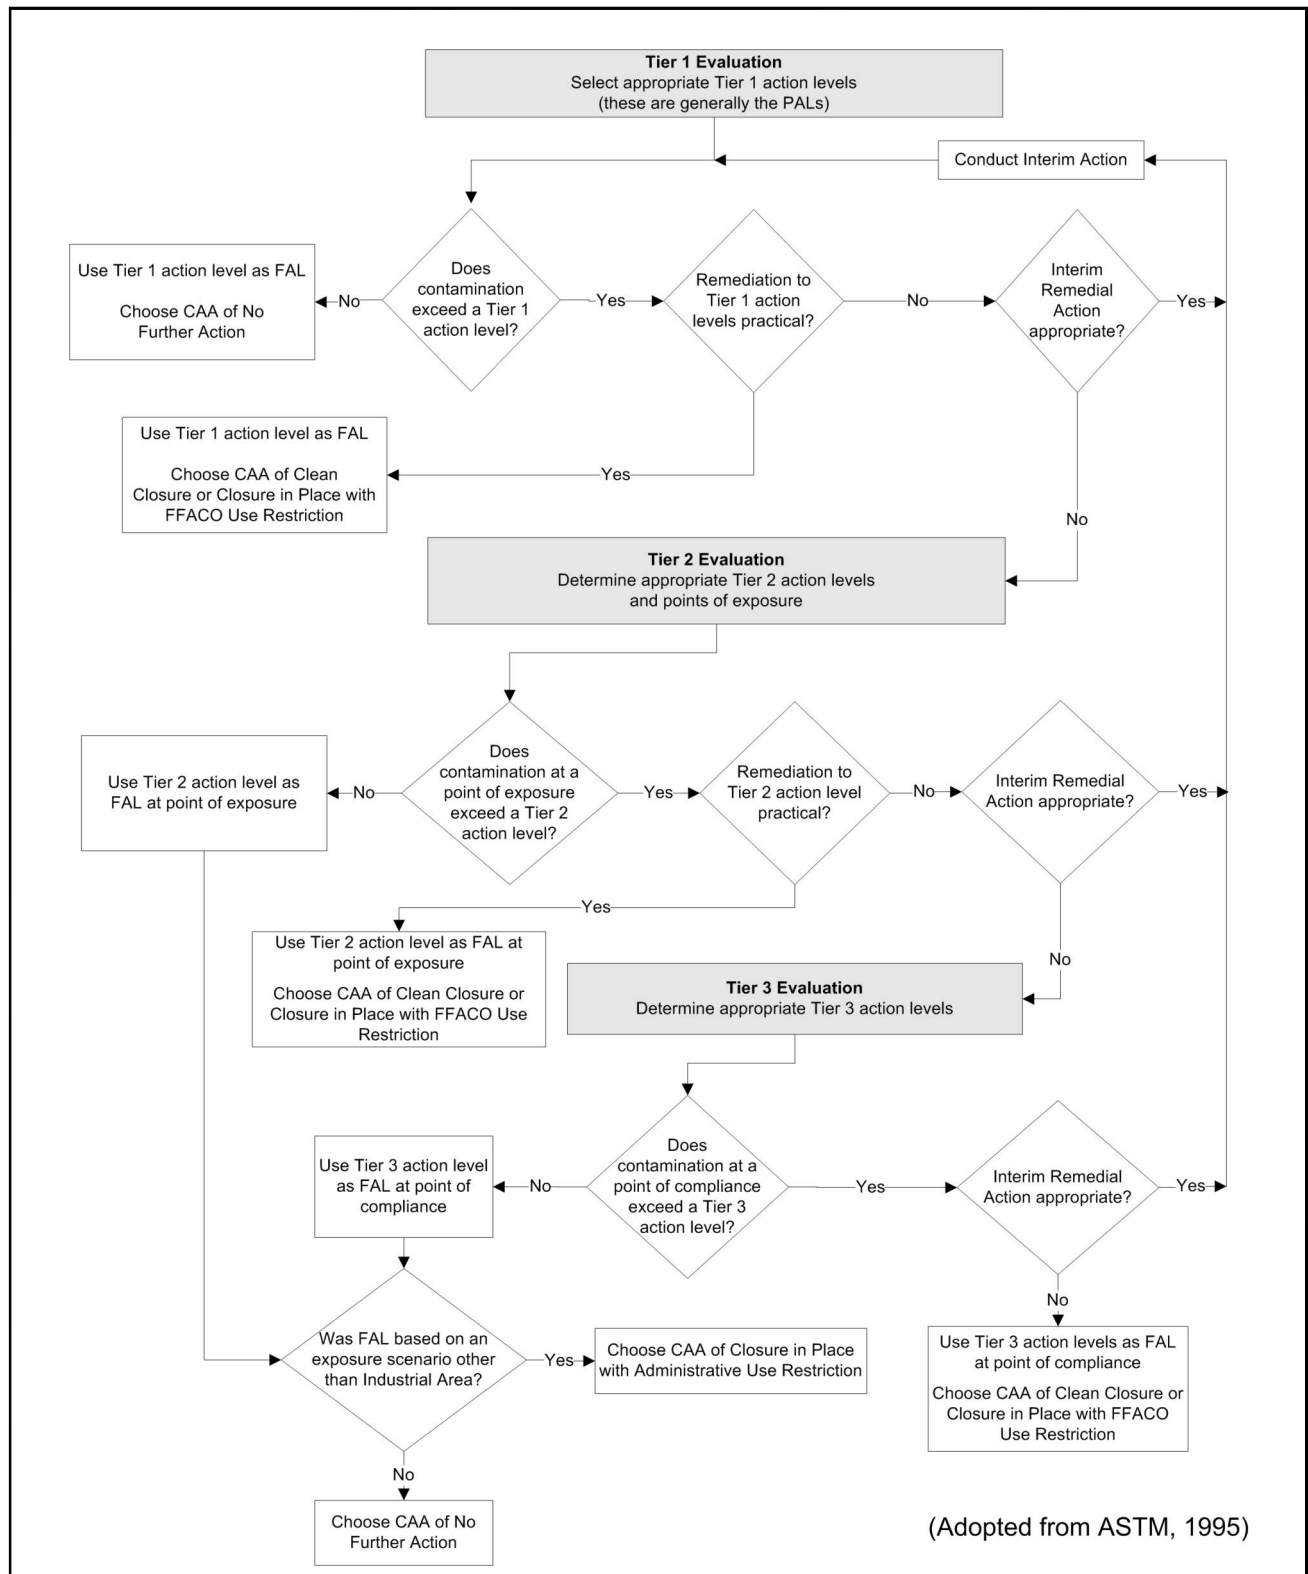 Tier 1 Evaluation
Select appropriate Tier 1 action levels
(these are generally the PALs)
Conduct Interim Action
Use Tier 1 action level as FAL
Choose CAA of No
Further Action
No
Does
contamination
exceed a Tier 1
action level?
Yes
Remediation to
Tier 1 action
levels practical?
No
Interim
Remedial
Action
appropriate?
Yes
Use Tier 1 action level as FAL
Choose CAA of Clean
Closure or Closure in Place with
FFACO Use Restriction
Yes
No
Tier 2 Evaluation
Determine appropriate Tier 2 action levels
and points of exposure
Use Tier 2 action level as
FAL at point of exposure
No
Does
contamination at a
point of exposure
exceed a Tier 2
action level?
Yes
Remediation to
Tier 2 action level
practical?
No
Interim Remedial
Action appropriate?
Yes
Yes
Use Tier 2 action level as FAL at
point of exposure
Choose CAA of Clean Closure or
Closure in Place with FFACO Use
Restriction
No
Tier 3 Evaluation
Determine appropriate Tier 3 action levels
Use Tier 3 action level
as FAL at point of
compliance
No
Does
contamination at a
point of compliance
exceed a Tier 3
action level?
Yes
Interim Remedial
Action appropriate?
Yes
No
Was FAL based on an
exposure scenario other
than Industrial Area?
Yes
Choose CAA of Closure in Place
with Administrative Use Restriction
Use Tier 3 action levels as FAL
at point of compliance
Choose CAA of Clean Closure or
Closure in Place with FFACO
Use Restriction
No
Choose CAA of No
Further Action
(Adopted from ASTM, 1995)